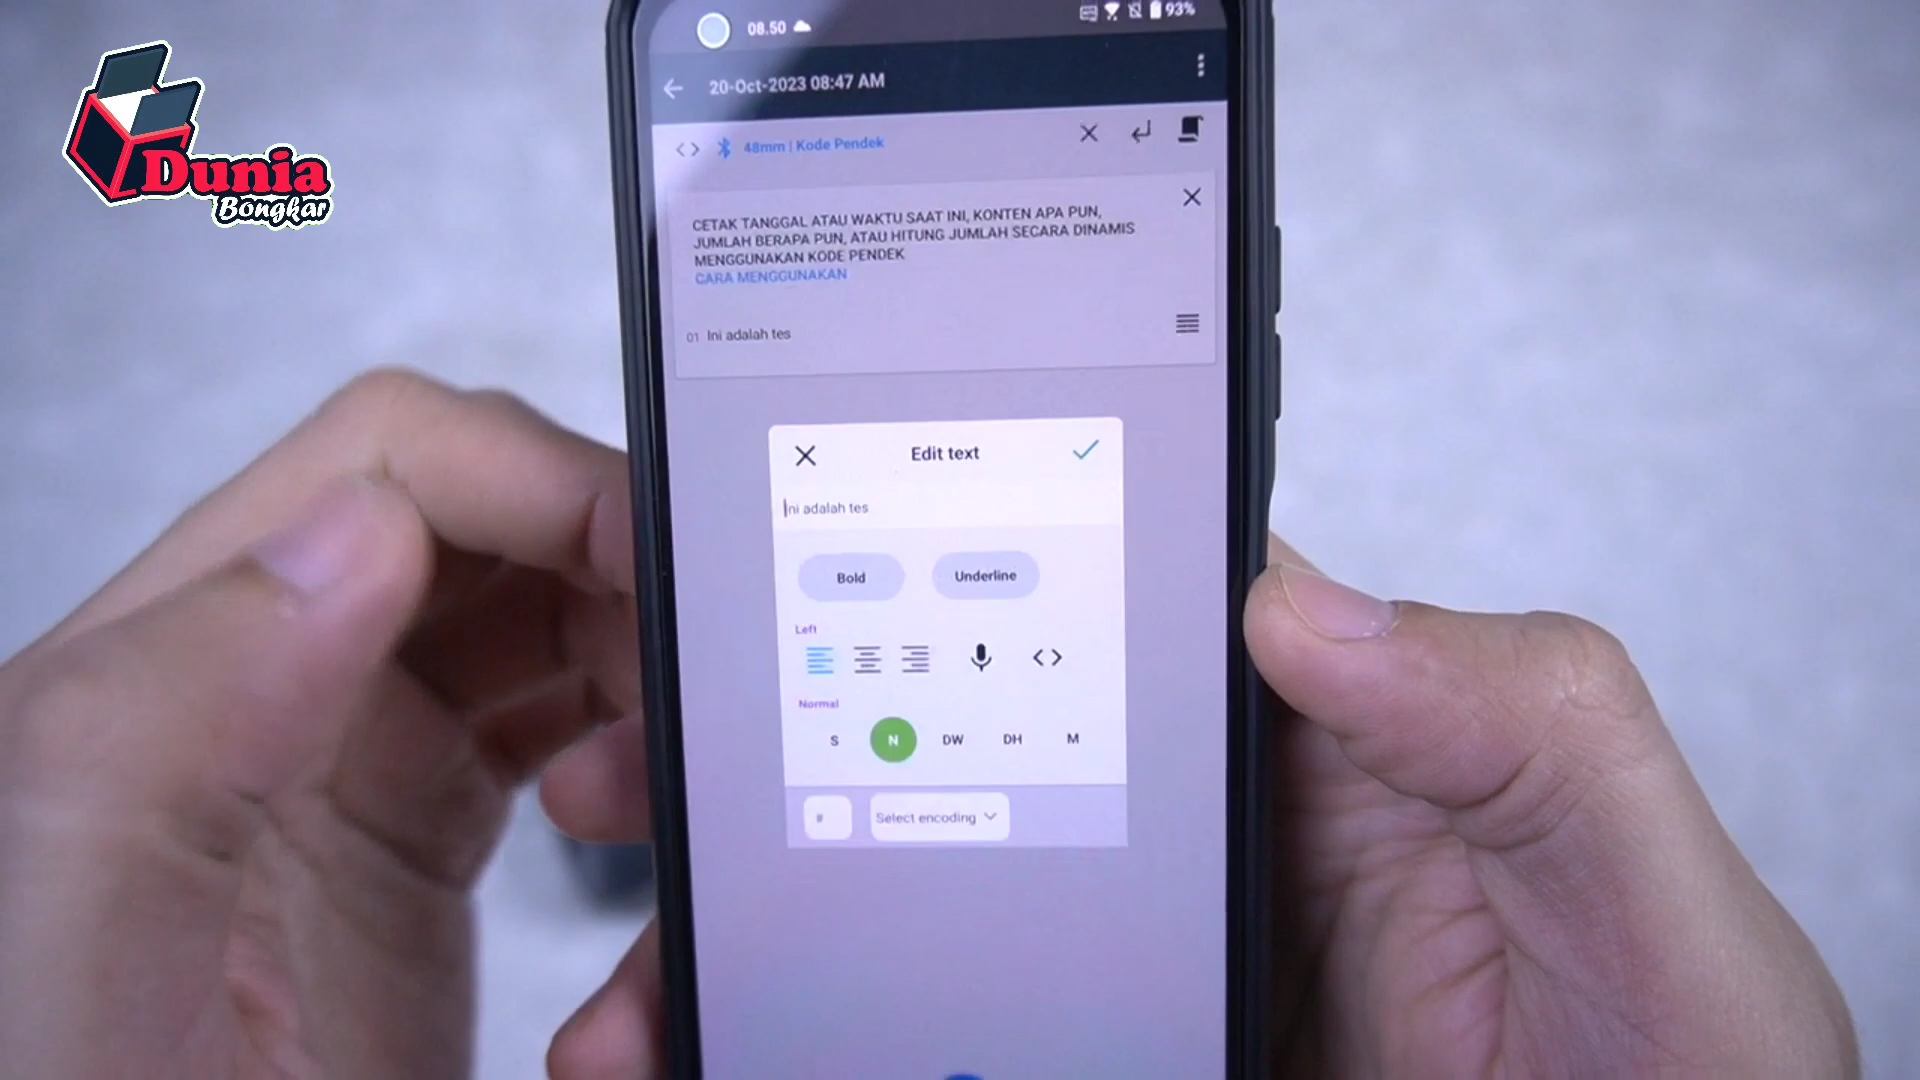 Dunia
Bongkar
08.50
93%
20-Oct-2023 08:47 AM
48mm | Kode Pendek
CETAK TANGGAL ATAU WAKTU SAAT INI, KONTEN APA PUN,
JUMLAH BERAPA PUN, ATAU HITUNG JUMLAH SECARA DINAMIS
MENGGUNAKAN KODE PENDEK
CARA MENGGUNAKAN
01 Ini adalah tes
Edit text
Ini adalah tes
Bold Underline
Left
Normal
S N DW DH M
# Select encoding